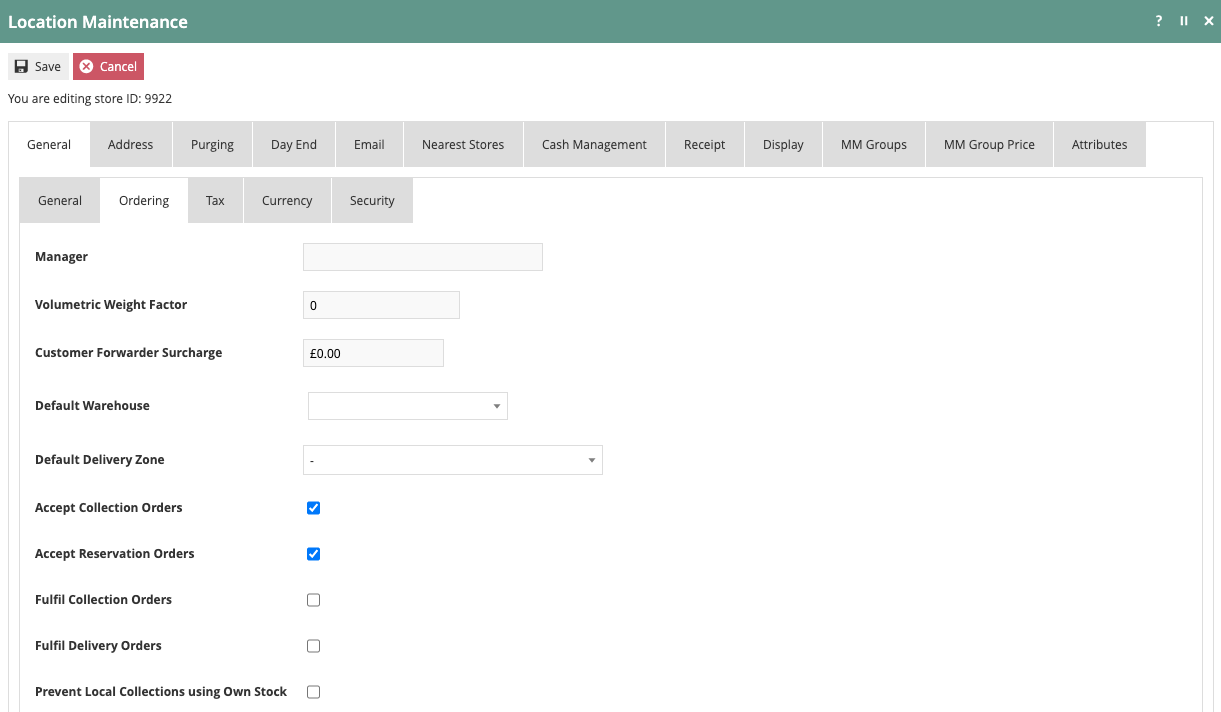 Location Maintenance ?
Save Cancel
You are editing store ID: 9922
General Address Purging Day End Email Nearest Stores Cash Management Receipt Display MM Groups MM Group Price Attributes
General Ordering Tax Currency Security
Manager
Volumetric Weight Factor 0
Customer Forwarder Surcharge £0.00
Default Warehouse
Default Delivery Zone -
Accept Collection Orders
Accept Reservation Orders
Fulfil Collection Orders
Fulfil Delivery Orders
Prevent Local Collections using Own Stock